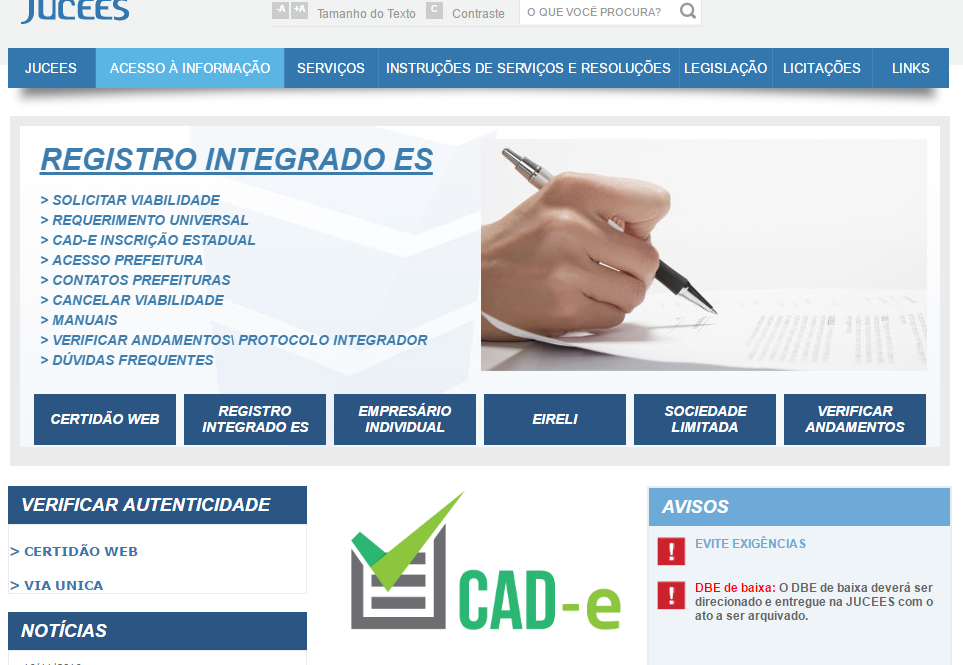 JUCEES
-A +A Tamanho do Texto C Contraste O QUE VOCÊ PROCURA?
JUCEES ACESSO À INFORMAÇÃO SERVIÇOS INSTRUÇÕES DE SERVIÇOS E RESOLUÇÕES LEGISLAÇÃO LICITAÇÕES LINKS
REGISTRO INTEGRADO ES
> SOLICITAR VIABILIDADE
> REQUERIMENTO UNIVERSAL
> CAD-E INSCRIÇÃO ESTADUAL
> ACESSO PREFEITURA
> CONTATOS PREFEITURAS
> CANCELAR VIABILIDADE
> MANUAIS
> VERIFICAR ANDAMENTOS\ PROTOCOLO INTEGRADOR
> DÚVIDAS FREQUENTES
CERTIDÃO WEB
REGISTRO
INTEGRADO ES
EMPRESÁRIO
INDIVIDUAL
EIRELI
SOCIEDADE
LIMITADA
VERIFICAR
ANDAMENTOS
VERIFICAR AUTENTICIDADE
> CERTIDÃO WEB
> VIA UNICA
NOTÍCIAS
CAD-e
AVISOS
! EVITE EXIGÊNCIAS
! DBE de baixa: O DBE de baixa deverá ser
direcionado e entregue na JUCEES com o
ato a ser arquivado.